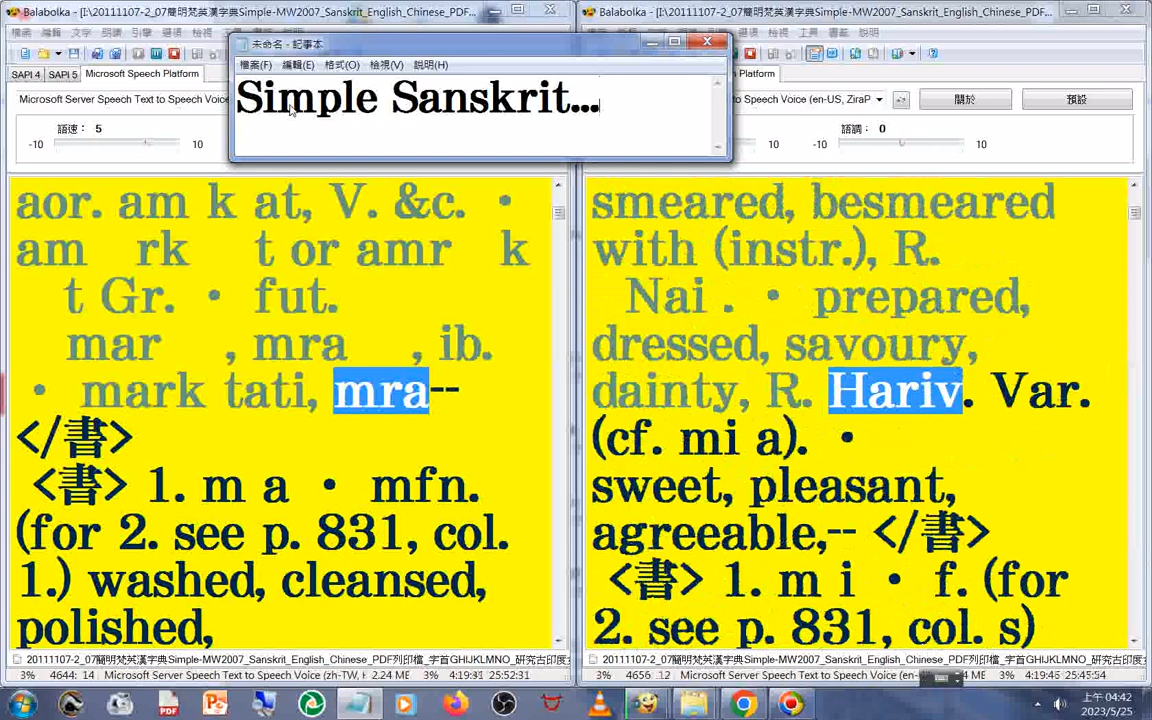 Balabolka - [I:\20111107-2_07簡明梵英漢字典Simple-MW2007_Sanskrit_English_Chinese_PDF...
Balabolka - [I:\20111107-2_07簡明梵英漢字典Simple-MW2007_Sanskrit_English_Chinese_PDF...
未命名 - 記事本
檔案(F) 編輯(E) 格式(O) 檢視(V) 說明(H)
Simple Sanskrit...
SAPI 4 SAPI 5 Microsoft Speech Platform
Platform
Microsoft Server Speech Text to Speech Voice
to Speech Voice (en-US, ZiraP
關於
預設
語速： 5
-10 10
10
語調： 0
-10 10
aor. am k at, V. &c. •
am rk t or amr k
t Gr. • fut.
mar , mra , ib.
• mark tati, mra--
</書>
<書> 1. m a • mfn.
(for 2. see p. 831, col.
1.) washed, cleansed,
polished,
smeared, besmeared
with (instr.), R.
Nai . • prepared,
dressed, savoury,
dainty, R. Hariv. Var.
(cf. mi a). •
sweet, pleasant,
agreeable,-- </書>
<書> 1. m i • f. (for
2. see p. 831, col. s)
20111107-2_07簡明梵英漢字典Simple-MW2007_Sanskrit_English_Chinese_PDF列印檔_字首GHIJKLMNO_研究古印度
20111107-2_07簡明梵英漢字典Simple-MW2007_Sanskrit_English_Chinese_PDF列印檔_字首GHIJKLMNO_研究古印度
3% 4644: 14 Microsoft Server Speech Text to Speech Voice (zh-TW, 2.24 MB 3% 4:19:31 25:52:31
3% 4656 :12 Microsoft Server Speech Text to Speech Voice (en-US, ME 3% 4:19:45 25:45:54
上午 04:42
2023/5/25